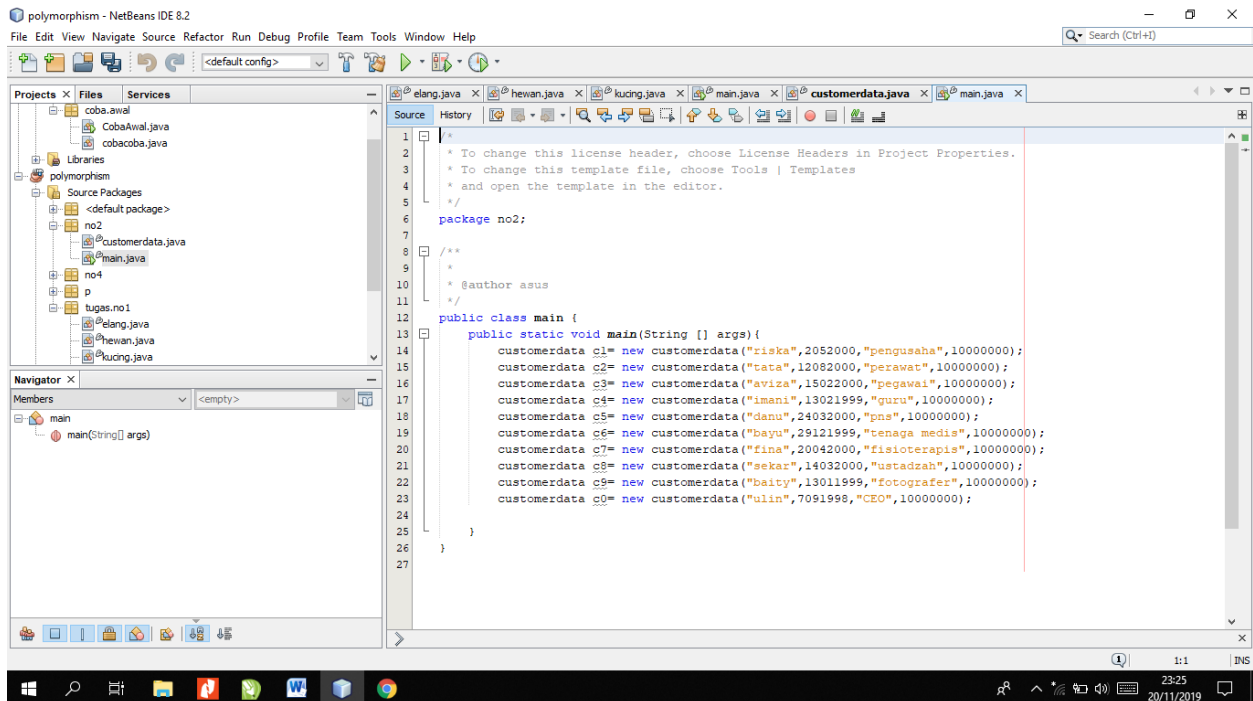 polymorphism - NetBeans IDE 8.2
File Edit View Navigate Source Refactor Run Debug Profile Team Tools Window Help
Search (Ctrl+I)
<default config>
Projects Files Services
coba.awal
CobaAwal.java
cobacoba.java
Libraries
polymorphism
Source Packages
<default package>
no2
customerdata.java
main.java
no4
p
tugas.no1
elang.java
hewan.java
kucing.java
Navigator
Members <empty>
main
main(String[] args)
elang.java hewan.java kucing.java main.java customerdata.java main.java
Source History
1 /*
2 * To change this license header, choose License Headers in Project Properties.
3 * To change this template file, choose Tools | Templates
4 * and open the template in the editor.
5 */
6 package no2;
7
8 /**
9 *
10 * @author asus
11 */
12 public class main {
13 public static void main(String [] args){
14 customerdata c1= new customerdata("riska",2052000,"pengusaha",10000000);
15 customerdata c2= new customerdata("tata",12082000,"perawat",10000000);
16 customerdata c3= new customerdata("aviza",15022000,"pegawai",10000000);
17 customerdata c4= new customerdata("imani",13021999,"guru",10000000);
18 customerdata c5= new customerdata("danu",24032000,"pns",10000000);
19 customerdata c6= new customerdata("bayu",29121999,"tenaga medis",10000000);
20 customerdata c7= new customerdata("fina",20042000,"fisioterapis",10000000);
21 customerdata c8= new customerdata("sekar",14032000,"ustadzah",10000000);
22 customerdata c9= new customerdata("baity",13011999,"fotografer",10000000);
23 customerdata c0= new customerdata("ulin",7091998,"CEO",10000000);
24
25 }
26 }
27
1 1:1 INS
23:25
20/11/2019